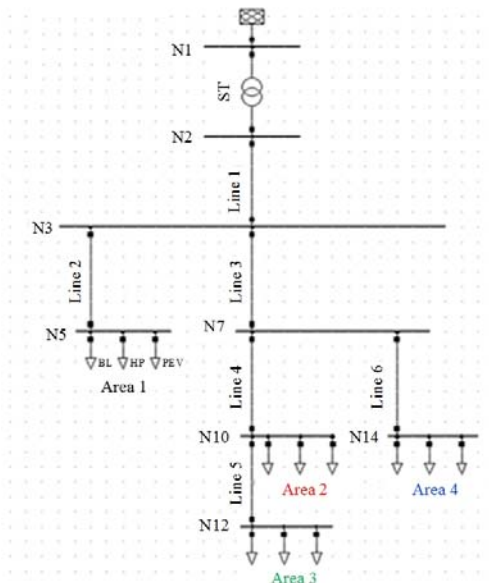 N1
ST
N2
Line 1
N3
Line 2
Line 3
N5
N7
BL HP PEV
Area 1
Line 4
Line 6
N10
N14
Line 5
Area 2
Area 4
N12
Area 3